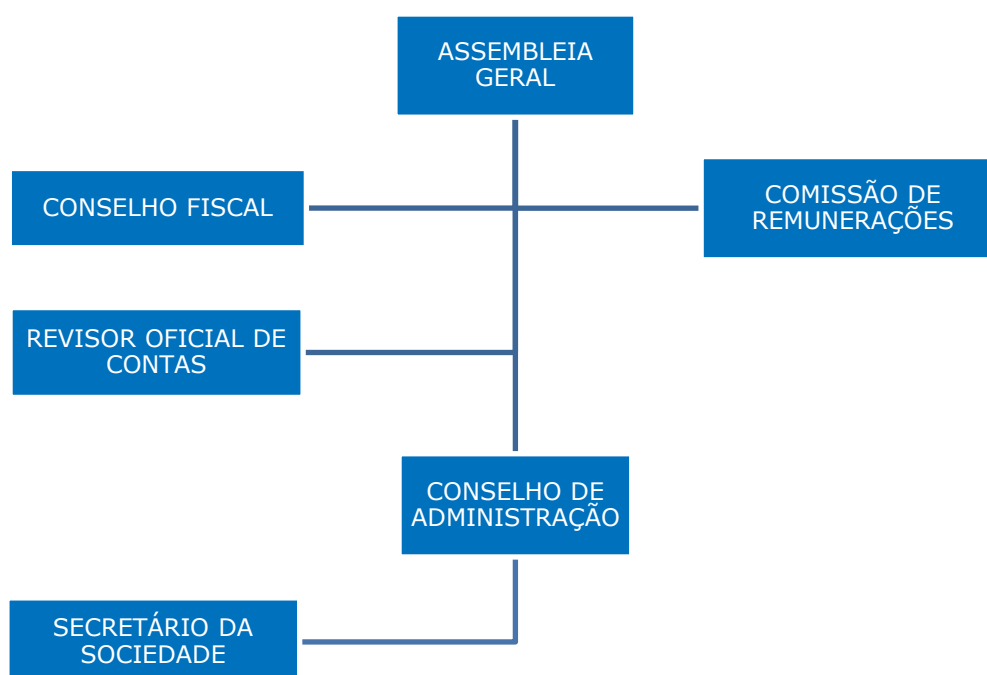 ASSEMBLEIA
GERAL
CONSELHO FISCAL
COMISSÃO DE
REMUNERAÇÕES
REVISOR OFICIAL DE
CONTAS
CONSELHO DE
ADMINISTRAÇÃO
SECRETÁRIO DA
SOCIEDADE